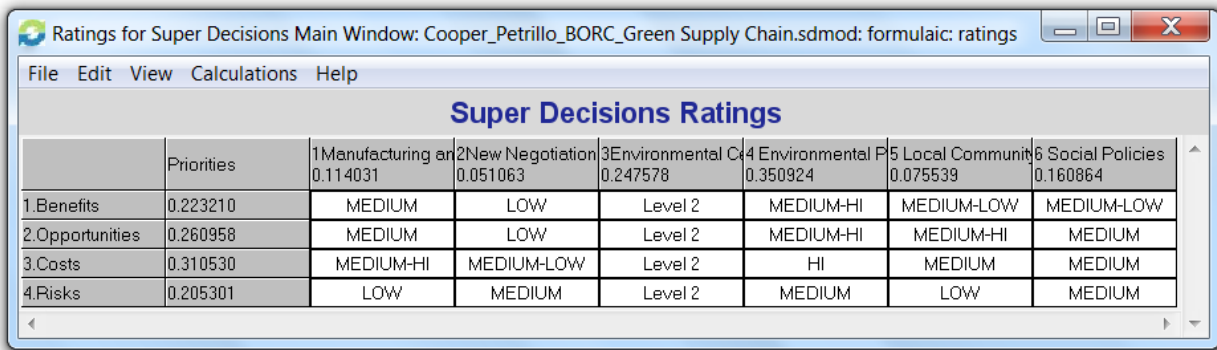 Ratings for Super Decisions Main Window: Cooper_Petrillo_BORC_Green Supply Chain.sdmod: formulaic: ratings
File Edit View Calculations Help
Super Decisions Ratings
Priorities 1Manufacturing an 2New Negotiation 3Environmental Ce 4 Environmental P 5 Local Community 6 Social Policies
0.114031 0.051063 0.247578 0.350924 0.075539 0.160864
1.Benefits 0.223210 MEDIUM LOW Level 2 MEDIUM-HI MEDIUM-LOW MEDIUM-LOW
2.Opportunities 0.260958 MEDIUM LOW Level 2 MEDIUM-HI MEDIUM-HI MEDIUM
3.Costs 0.310530 MEDIUM-HI MEDIUM-LOW Level 2 HI MEDIUM MEDIUM
4.Risks 0.205301 LOW MEDIUM Level 2 MEDIUM LOW MEDIUM